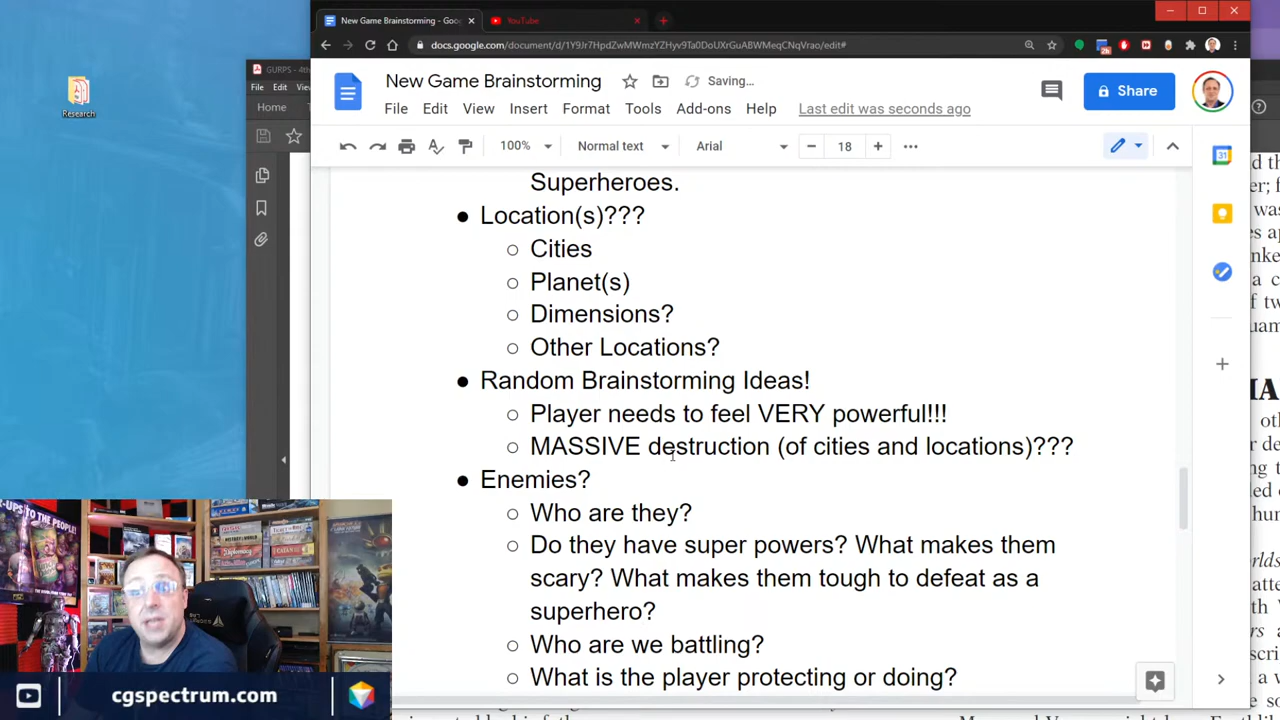 New Game Brainstorming - Goo
YouTube
docs.google.com/document/d/1Y9Jr7HpdZwMWmzYZHyv9Ta0DoUXrGuABWMeqCNqVrao/edit#
GURPS - 4th
File Edit Vie
Home
Research
New Game Brainstorming
Saving...
Share
File Edit View Insert Format Tools Add-ons Help Last edit was seconds ago
100% Normal text Arial 18
Superheroes.
● Location(s)???
○ Cities
○ Planet(s)
○ Dimensions?
○ Other Locations?
● Random Brainstorming Ideas!
○ Player needs to feel VERY powerful!!!
○ MASSIVE destruction (of cities and locations)???
● Enemies?
○ Who are they?
○ Do they have super powers? What makes them
scary? What makes them tough to defeat as a
superhero?
○ Who are we battling?
○ What is the player protecting or doing?
cgspectrum.com